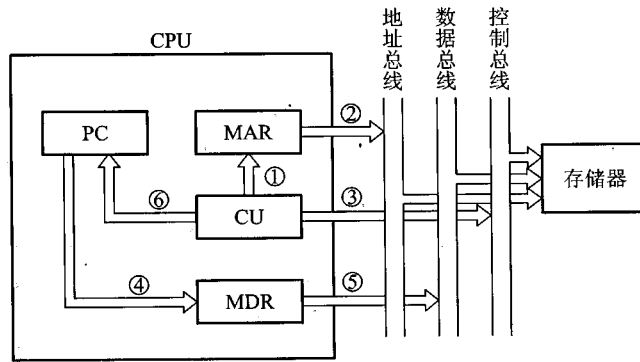 CPU
地址总线
数据总线
控制总线
PC
MAR
②
①
⑥
CU
③
存储器
④
MDR
⑤